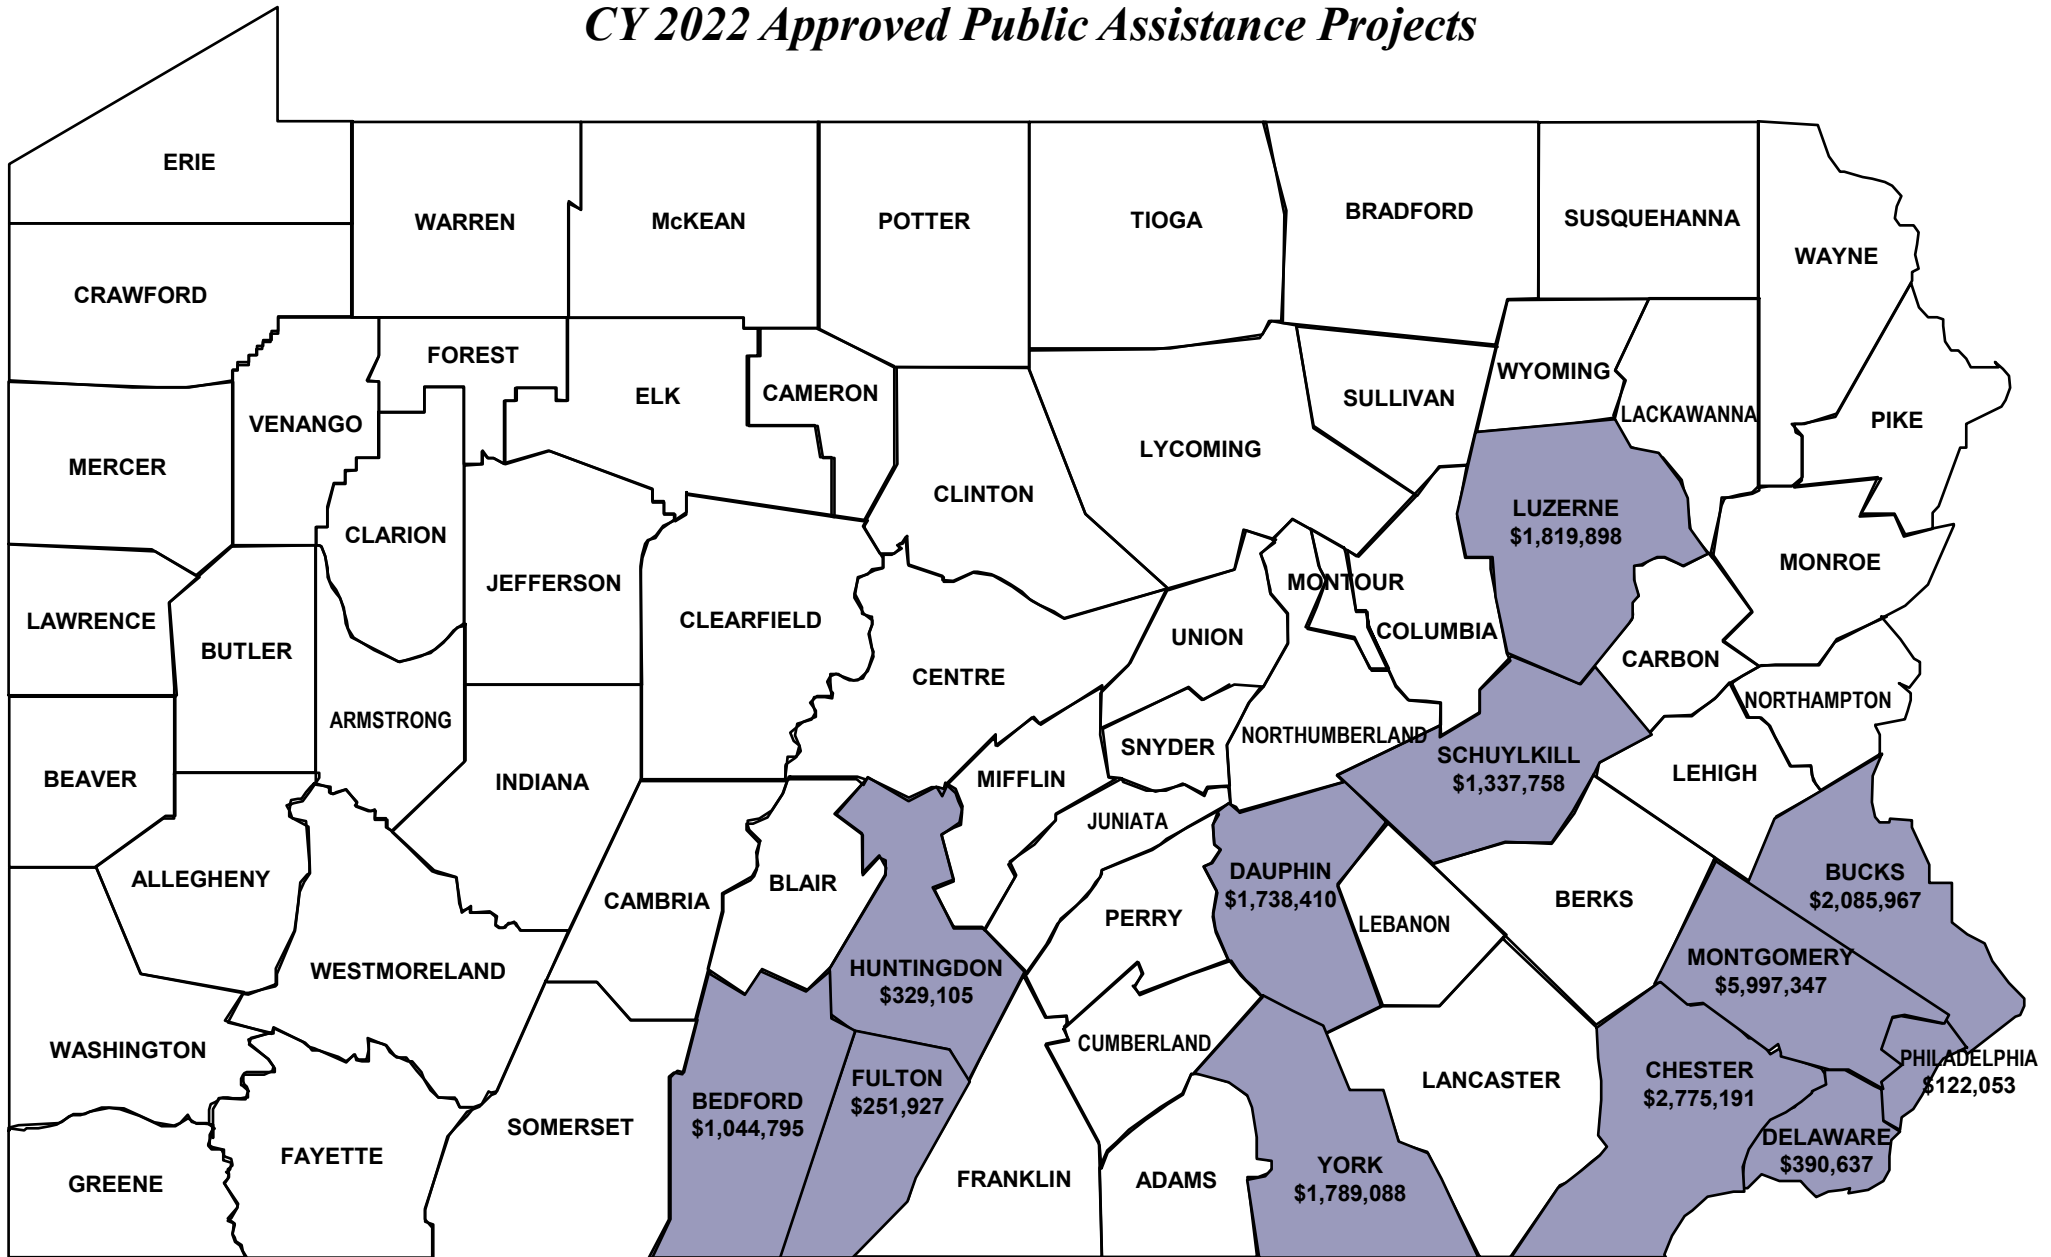 CY 2022 Approved Public Assistance Projects
ERIE
WARREN
McKEAN
POTTER
TIOGA
BRADFORD
SUSQUEHANNA
WAYNE
CRAWFORD
FOREST
ELK
CAMERON
SULLIVAN
WYOMING
LACKAWANNA
PIKE
VENANGO
MERCER
LYCOMING
CLINTON
CLARION
LUZERNE
$1,819,898
MONROE
JEFFERSON
MONTOUR
LAWRENCE
BUTLER
CLEARFIELD
UNION
COLUMBIA
CARBON
CENTRE
NORTHAMPTON
ARMSTRONG
SNYDER
NORTHUMBERLAND
SCHUYLKILL
$1,337,758
LEHIGH
BEAVER
INDIANA
MIFFLIN
JUNIATA
ALLEGHENY
BLAIR
CAMBRIA
DAUPHIN
$1,738,410
BUCKS
$2,085,967
PERRY
LEBANON
BERKS
WESTMORELAND
HUNTINGDON
$329,105
MONTGOMERY
$5,997,347
WASHINGTON
CUMBERLAND
PHILADELPHIA
$122,053
FULTON
$251,927
BEDFORD
$1,044,795
LANCASTER
CHESTER
$2,775,191
SOMERSET
DELAWARE
$390,637
GREENE
FAYETTE
FRANKLIN
ADAMS
YORK
$1,789,088